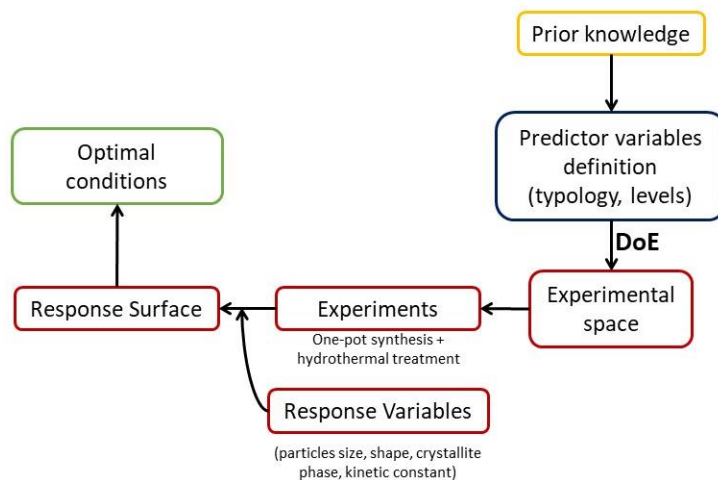 Prior knowledge
Predictor variables
definition
(typology, levels)
DoE
Experimental
space
Experiments
One-pot synthesis +
hydrothermal treatment
Response Variables
(particles size, shape, crystallite
phase, kinetic constant)
Response Surface
Optimal
conditions